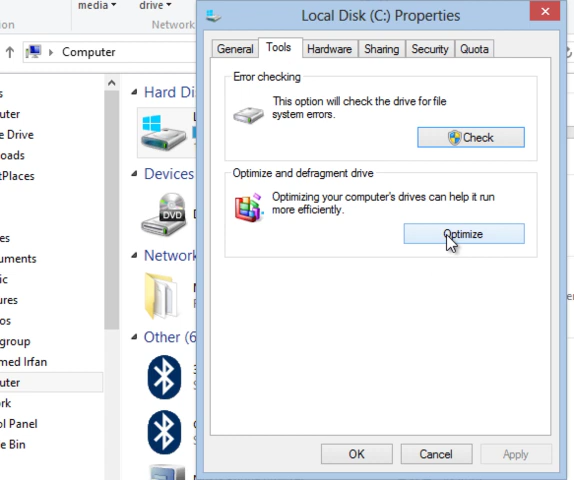 media
drive
ion
Network
Computer
Local Disk (C:) Properties
General
Tools
Hardware
Sharing
Security
Quota
Error checking
This option will check the drive for file
system errors.
Check
Optimize and defragment drive
Optimizing your computer's drives can help it run
more efficiently.
Optimize
OK
Cancel
Apply
s
uter
e Drive
oads
tPlaces
es
uments
ic
ures
os
group
med Irfan
uter
rk
ol Panel
e Bin
Hard Di
Devices
DVD
Network
Other (6